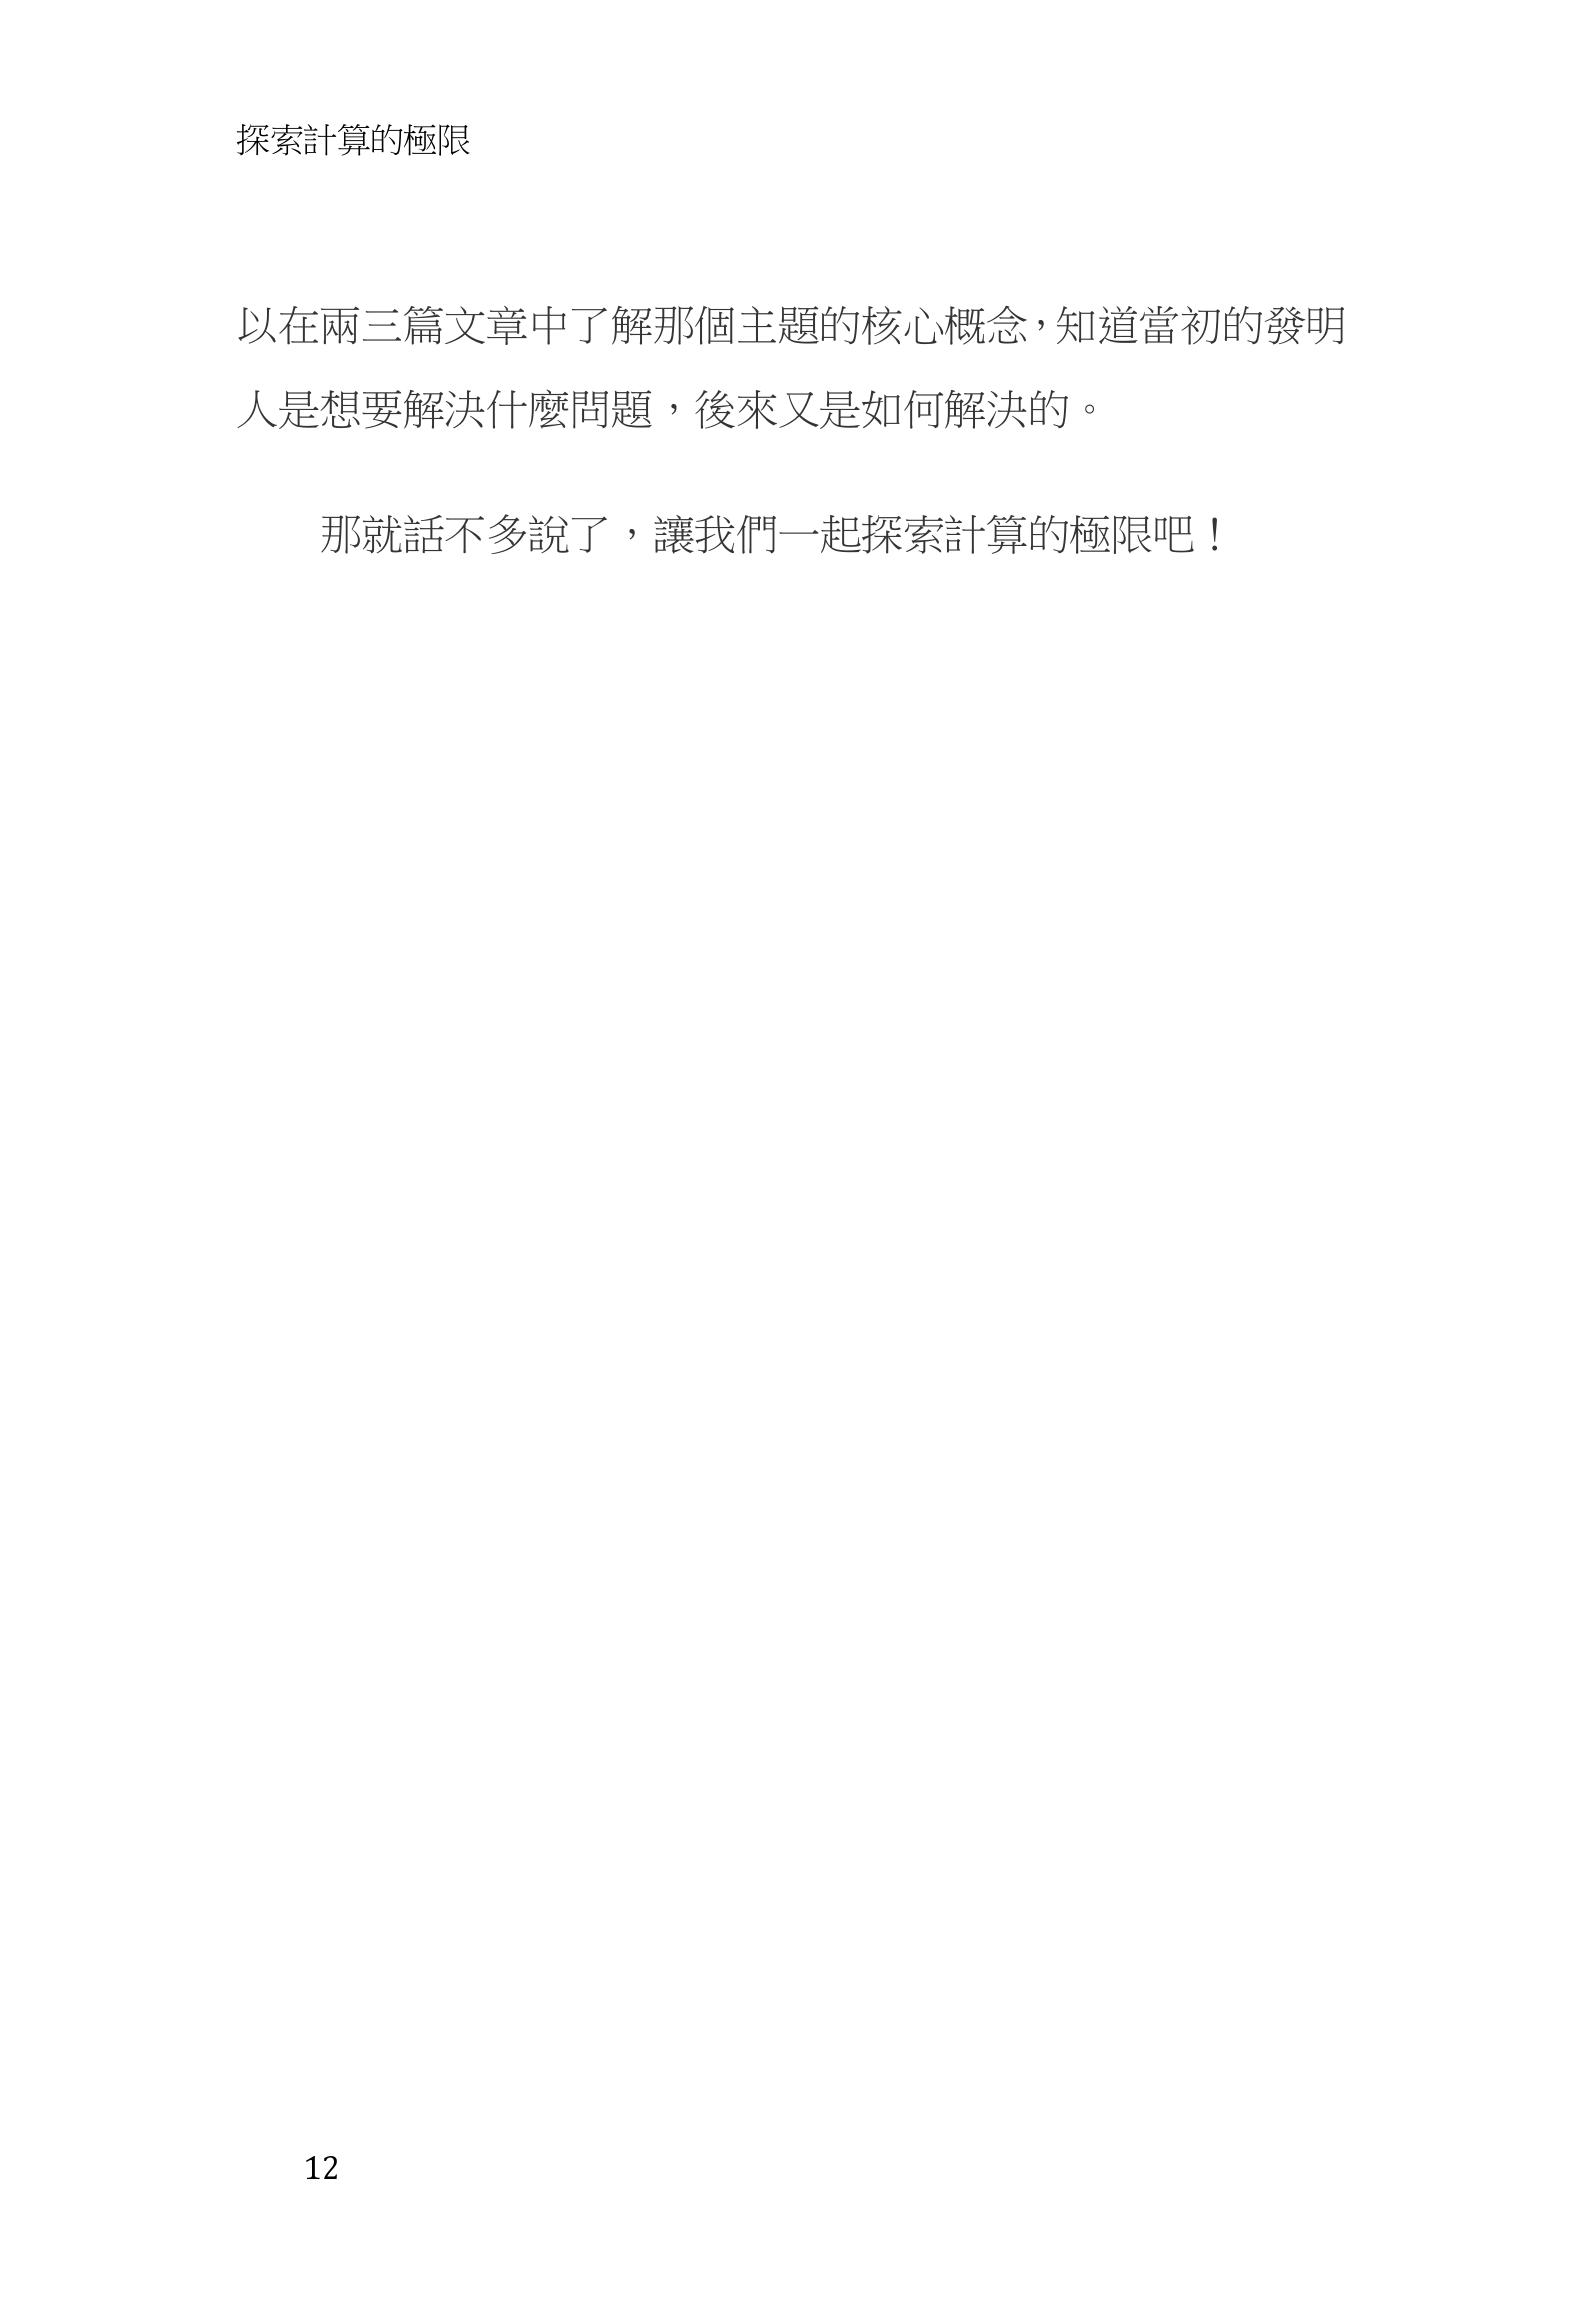 探索計算的極限
以在兩三篇文章中了解那個主題的核心概念，知道當初的發明
人是想要解決什麼問題，後來又是如何解決的。
那就話不多說了，讓我們一起探索計算的極限吧！
12